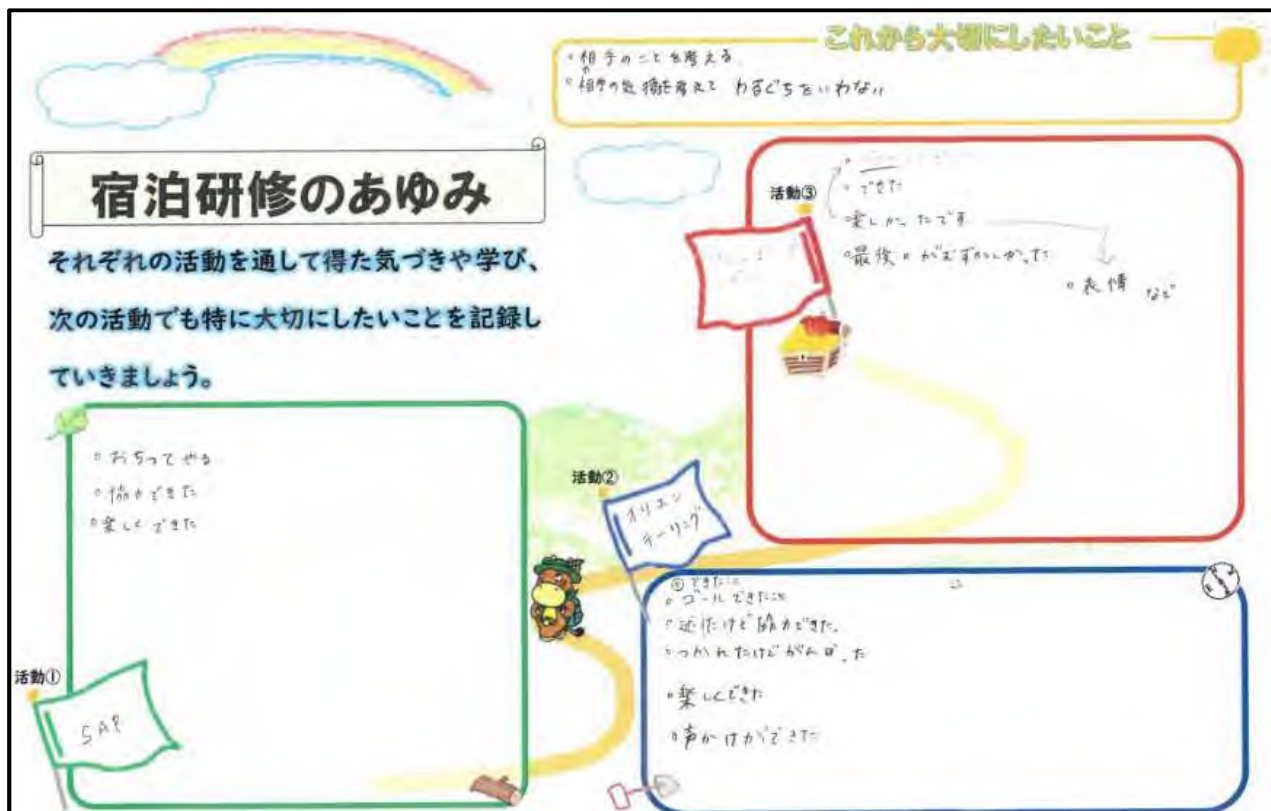 これから大切にしたいこと
。相手のことを考える
。相手の気持を考えて わるぐちをいわない
宿泊研修のあゆみ
それぞれの活動を通して得た気づきや学び、
次の活動でも特に大切にしたいことを記録し
ていきましょう。
活動①
SAP
。おちってやる
。協力できた
。楽しくできた
活動②
オリエン
テーリング
できたこと
。ゴールできたこと
けど協力できた。
。つかれたけどがんばった
。楽しくできた
。声かけができた
活動③
。できた
楽しかったです
。最後のがむずかしかった
。表情 など